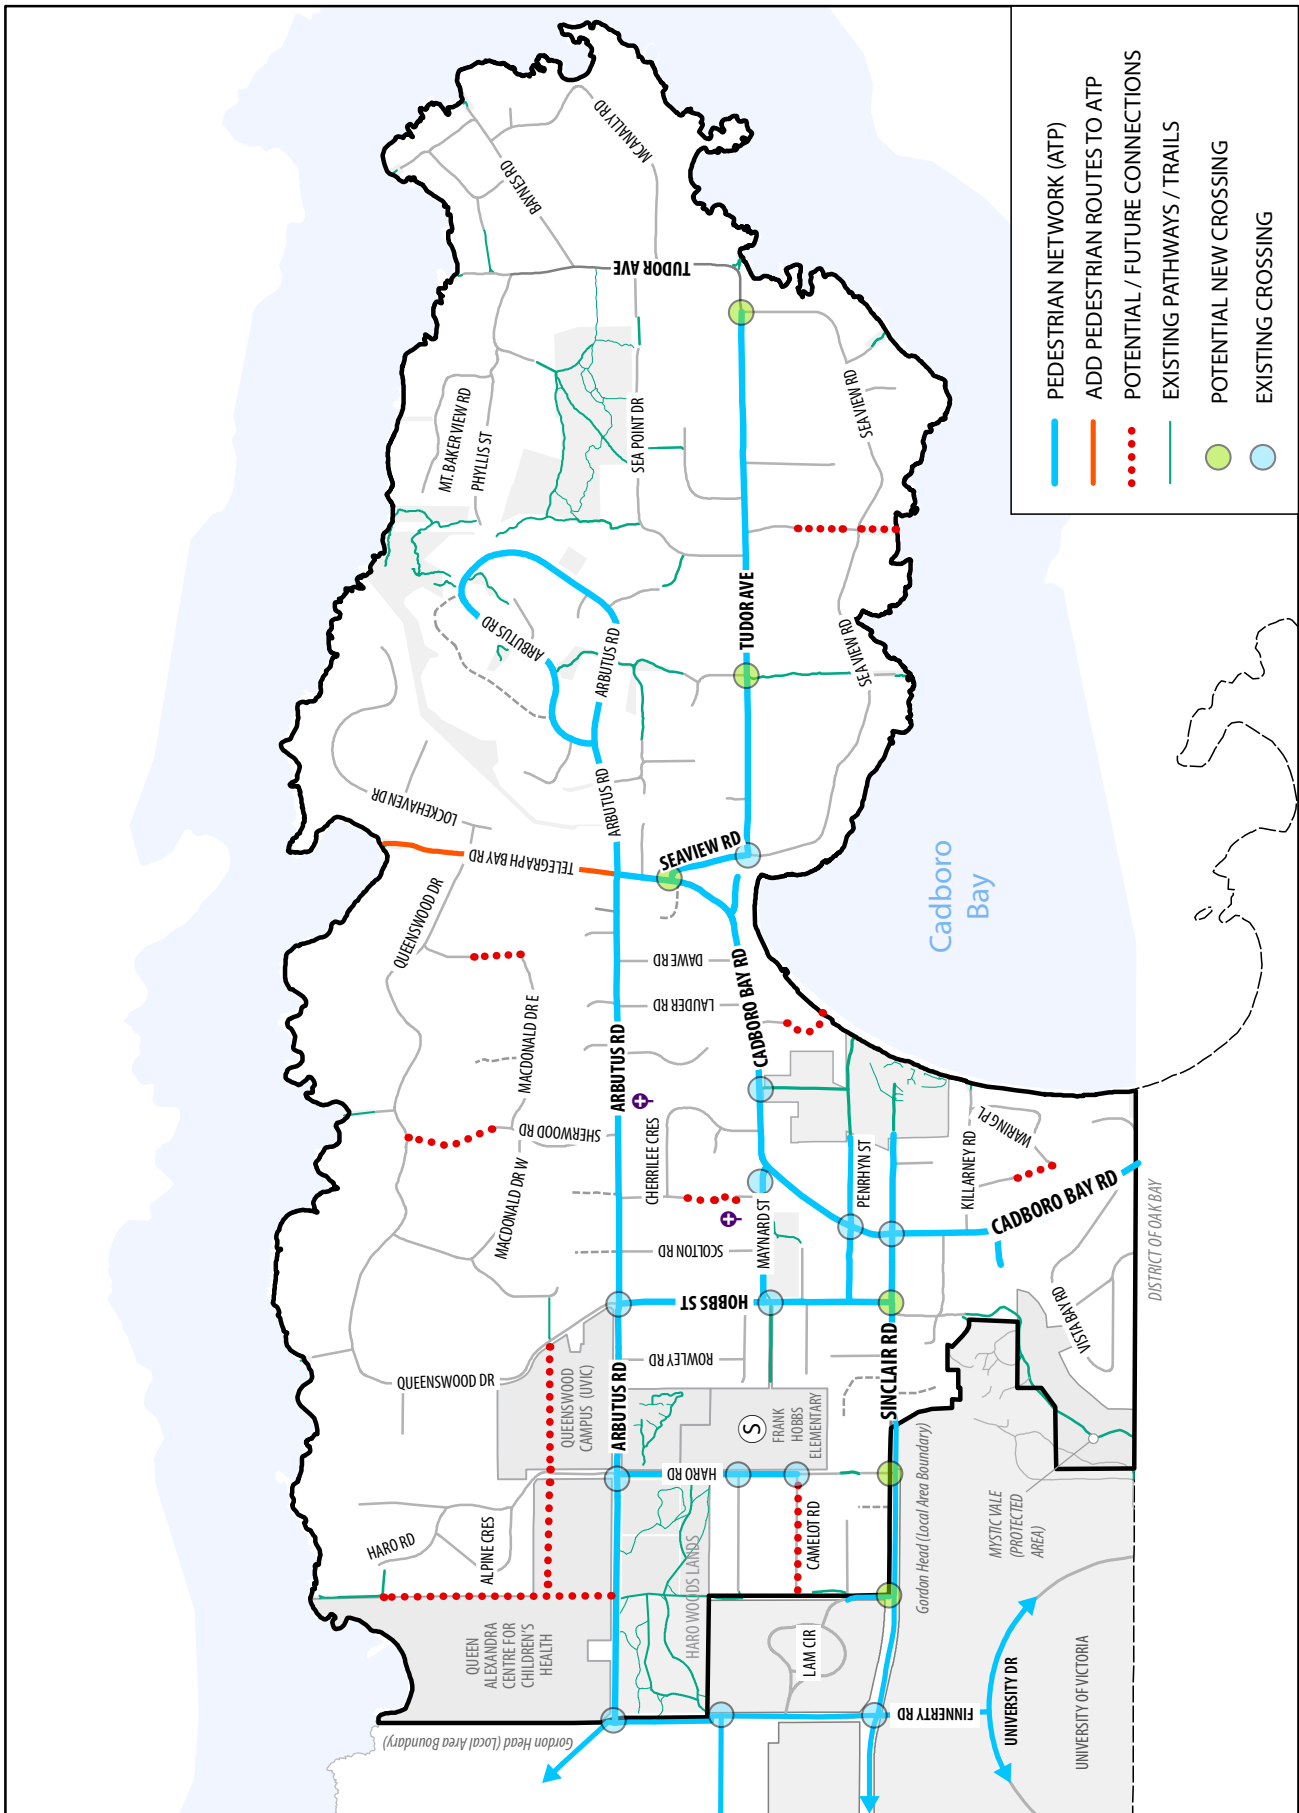 MCANALLY RD
BAYNES RD
TUDOR AVE
MT. BAKER VIEW RD
PHYLLIS ST
SEA POINT DR
SEA VIEW RD
ARBUTUS RD
ARBUTUS RD
TUDOR AVE
SEA VIEW RD
LOCKEHAVEN DR
ARBUTUS RD
TELEGRAPH BAY RD
SEAVIEW RD
QUEENSWOOD DR
DAWE RD
LAUDER RD
CADBORO BAY RD
Cadboro
Bay
MACDONALD DR E
ARBUTUS RD
SHERWOOD RD
CHERRILEE CRES
MACDONALD DR W
MAYNARD ST
SCOLTON RD
PENRHYN ST
KILLARNEY RD
WARING PL
CADBORO BAY RD
DISTRICT OF OAK BAY
HOBBS ST
VISTA BAY RD
QUEENSWOOD DR
QUEENSWOOD
CAMPUS (UVIC)
ARBUTUS RD
ROWLEY RD
SINCLAIR RD
S
FRANK
HOBBS
ELEMENTARY
HARO RD
HARO RD
ALPINE CRES
CAMELOT RD
HARO WOODS LANDS
Gordon Head (Local Area Boundary)
MYSTIC VALE
(PROTECTED
AREA)
QUEEN
ALEXANDRA
CENTRE FOR
CHILDREN'S
HEALTH
LAM CIR
FINNERTY RD
UNIVERSITY DR
UNIVERSITY OF VICTORIA
Gordon Head (Local Area Boundary)
PEDESTRIAN NETWORK (ATP)
ADD PEDESTRIAN ROUTES TO ATP
POTENTIAL / FUTURE CONNECTIONS
EXISTING PATHWAYS / TRAILS
POTENTIAL NEW CROSSING
EXISTING CROSSING